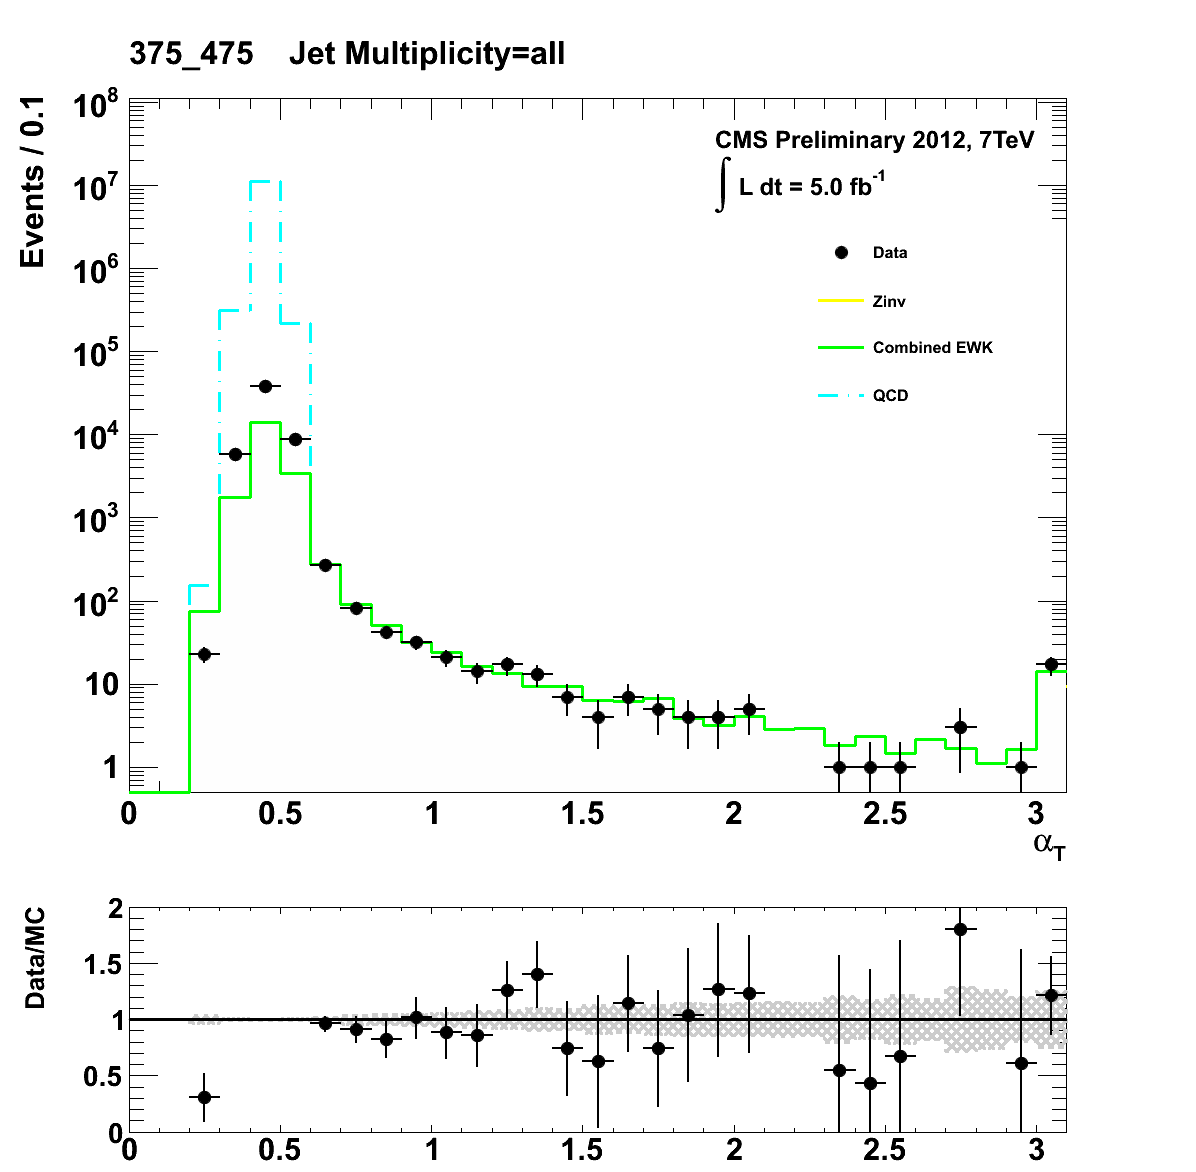 375_475 Jet Multiplicity=all
Events / 0.1
10^8
10^7
10^6
10^5
10^4
10^3
10^2
10
1
CMS Preliminary 2012, 7TeV
∫ L dt = 5.0 fb^-1
Data
Zinv
Combined EWK
QCD
0 0.5 1 1.5 2 2.5 3
α_T
Data/MC
2
1.5
1
0.5
0
0 0.5 1 1.5 2 2.5 3